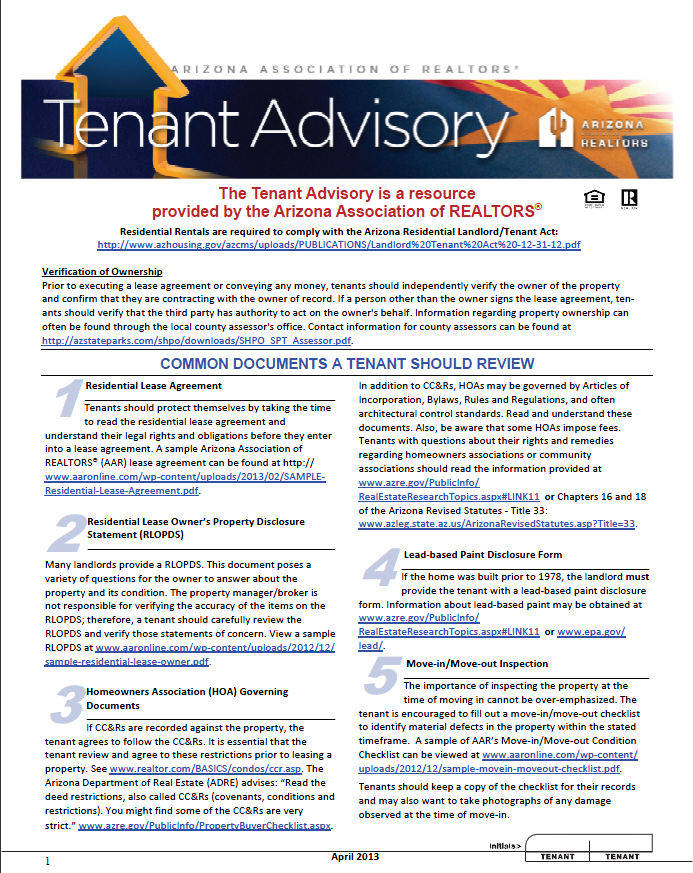 ARIZONA ASSOCIATION OF REALTORS®
Tenant Advisory
ARIZONA
REALTORS
The Tenant Advisory is a resource
provided by the Arizona Association of REALTORS®
Residential Rentals are required to comply with the Arizona Residential Landlord/Tenant Act:
http://www.azhousing.gov/azcms/uploads/PUBLICATIONS/Landlord%20Tenant%20Act%20-12-31-12.pdf
Verification of Ownership
Prior to executing a lease agreement or conveying any money, tenants should independently verify the owner of the property
and confirm that they are contracting with the owner of record. If a person other than the owner signs the lease agreement, ten-
ants should verify that the third party has authority to act on the owner's behalf. Information regarding property ownership can
often be found through the local county assessor's office. Contact information for county assessors can be found at
http://azstateparks.com/shpo/downloads/SHPO_SPT_Assessor.pdf.
COMMON DOCUMENTS A TENANT SHOULD REVIEW
1
Residential Lease Agreement
Tenants should protect themselves by taking the time
to read the residential lease agreement and
understand their legal rights and obligations before they enter
into a lease agreement. A sample Arizona Association of
REALTORS® (AAR) lease agreement can be found at http://
www.aaronline.com/wp-content/uploads/2013/02/SAMPLE-
Residential-Lease-Agreement.pdf.
2
Residential Lease Owner's Property Disclosure
Statement (RLOPDS)
Many landlords provide a RLOPDS. This document poses a
variety of questions for the owner to answer about the
property and its condition. The property manager/broker is
not responsible for verifying the accuracy of the items on the
RLOPDS; therefore, a tenant should carefully review the
RLOPDS and verify those statements of concern. View a sample
RLOPDS at www.aaronline.com/wp-content/uploads/2012/12/
sample-residential-lease-owner.pdf.
3
Homeowners Association (HOA) Governing
Documents
If CC&Rs are recorded against the property, the
tenant agrees to follow the CC&Rs. It is essential that the
tenant review and agree to these restrictions prior to leasing a
property. See www.realtor.com/BASICS/condos/ccr.asp. The
Arizona Department of Real Estate (ADRE) advises: “Read the
deed restrictions, also called CC&Rs (covenants, conditions and
restrictions). You might find some of the CC&Rs are very
strict.” www.azre.gov/PublicInfo/PropertyBuyerChecklist.aspx.
In addition to CC&Rs, HOAs may be governed by Articles of
Incorporation, Bylaws, Rules and Regulations, and often
architectural control standards. Read and understand these
documents. Also, be aware that some HOAs impose fees.
Tenants with questions about their rights and remedies
regarding homeowners associations or community
associations should read the information provided at
www.azre.gov/PublicInfo/
RealEstateResearchTopics.aspx#LINK11 or Chapters 16 and 18
of the Arizona Revised Statutes - Title 33:
www.azleg.state.az.us/ArizonaRevisedStatutes.asp?Title=33.
4
Lead-based Paint Disclosure Form
If the home was built prior to 1978, the landlord must
provide the tenant with a lead-based paint disclosure
form. Information about lead-based paint may be obtained at
www.azre.gov/PublicInfo/
RealEstateResearchTopics.aspx#LINK11 or www.epa.gov/
lead/.
5
Move-in/Move-out Inspection
The importance of inspecting the property at the
time of moving in cannot be over-emphasized. The
tenant is encouraged to fill out a move-in/move-out checklist
to identify material defects in the property within the stated
timeframe. A sample of AAR's Move-in/Move-out Condition
Checklist can be viewed at www.aaronline.com/wp-content/
uploads/2012/12/sample-movein-moveout-checklist.pdf.
Tenants should keep a copy of the checklist for their records
and may also want to take photographs of any damage
observed at the time of move-in.
Initials>
TENANT TENANT
1
April 2013